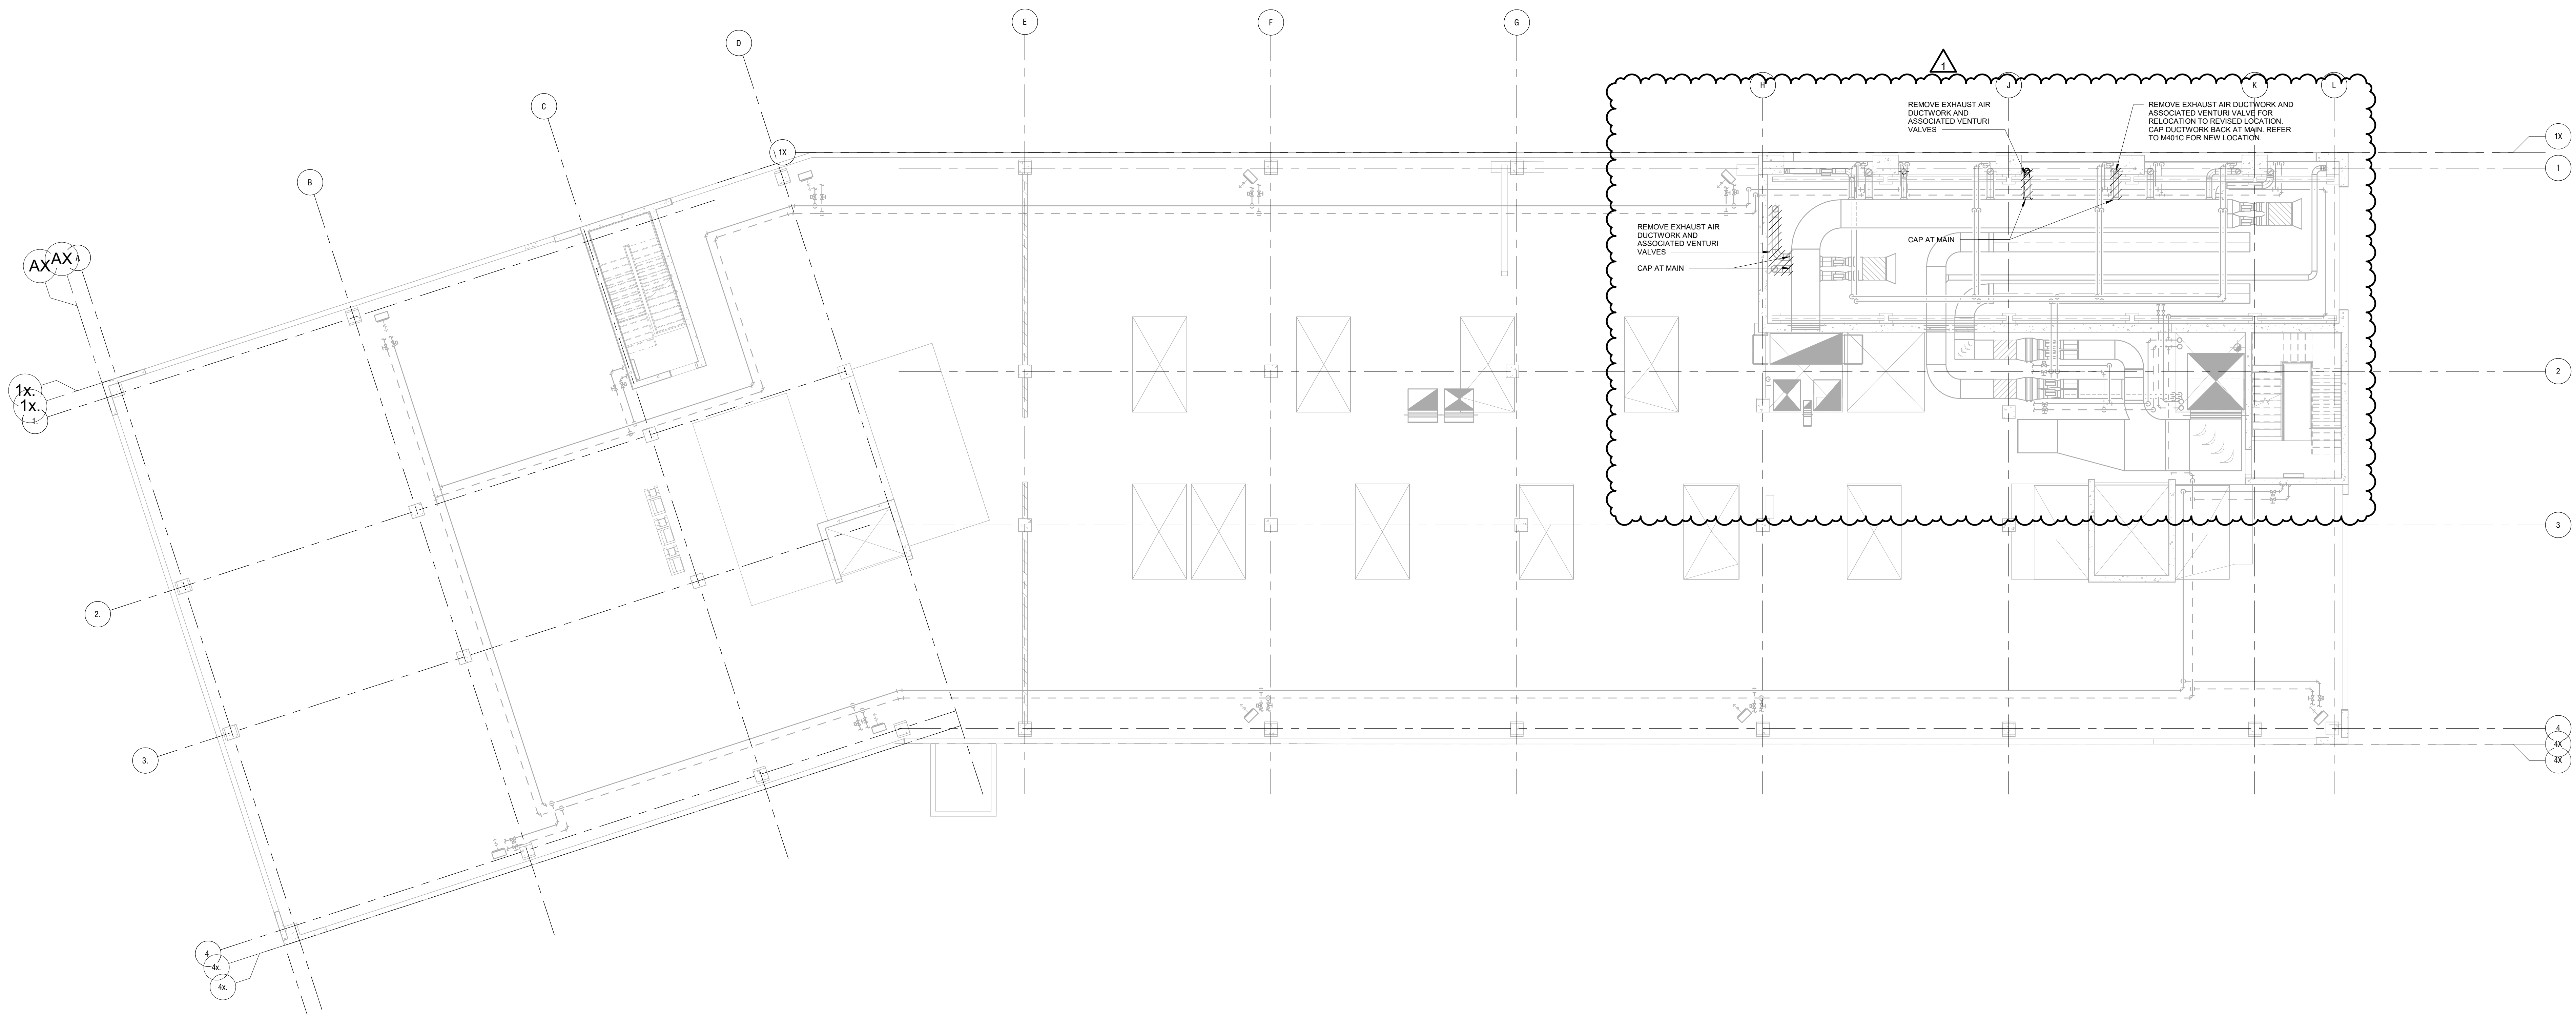 E
F
G
D
C
B
1
H
J
K
L
REMOVE EXHAUST AIR
DUCTWORK AND
ASSOCIATED VENTURI
VALVES
REMOVE EXHAUST AIR DUCTWORK AND
ASSOCIATED VENTURI VALVE FOR
RELOCATION TO REVISED LOCATION.
CAP DUCTWORK BACK AT MAIN. REFER
TO M401C FOR NEW LOCATION.
1X
1X
1
REMOVE EXHAUST AIR
DUCTWORK AND
ASSOCIATED VENTURI
VALVES
CAP AT MAIN
CAP AT MAIN
AX
AX
A
2
1x.
1x.
1.
3
2.
3.
4
4X
4X
4.
4x.
4x.